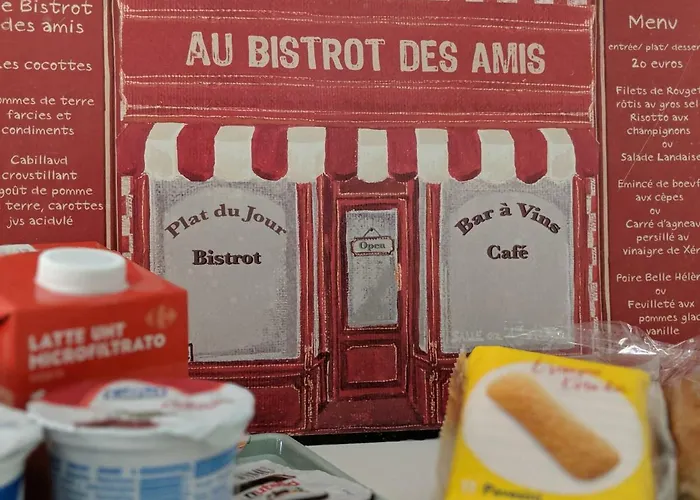 e Bistrot
des amis
es cocottes
ommes de terre
farcies et
condiments
Cabillaud
croustillant
goût de pomme
terre, carottes
jus acidulé
AU BISTROT DES AMIS
Plat du Jour
Bistrot
Open
Bar à Vins
Café
Menu
entrée/ plat/ desse
20 euros
Filets de Rouget
rôtis au gros sel
Risotto aux
champignons
ou
Salade Landaise
Emincé de boeuf
aux cèpes
ou
Carré d'agneau
persillé au
vinaigre de Xér
Poire Belle Hélèn
ou
Feuilleté aux
pommes glac
vanille
LATTE UHT
MICROFILTRATO